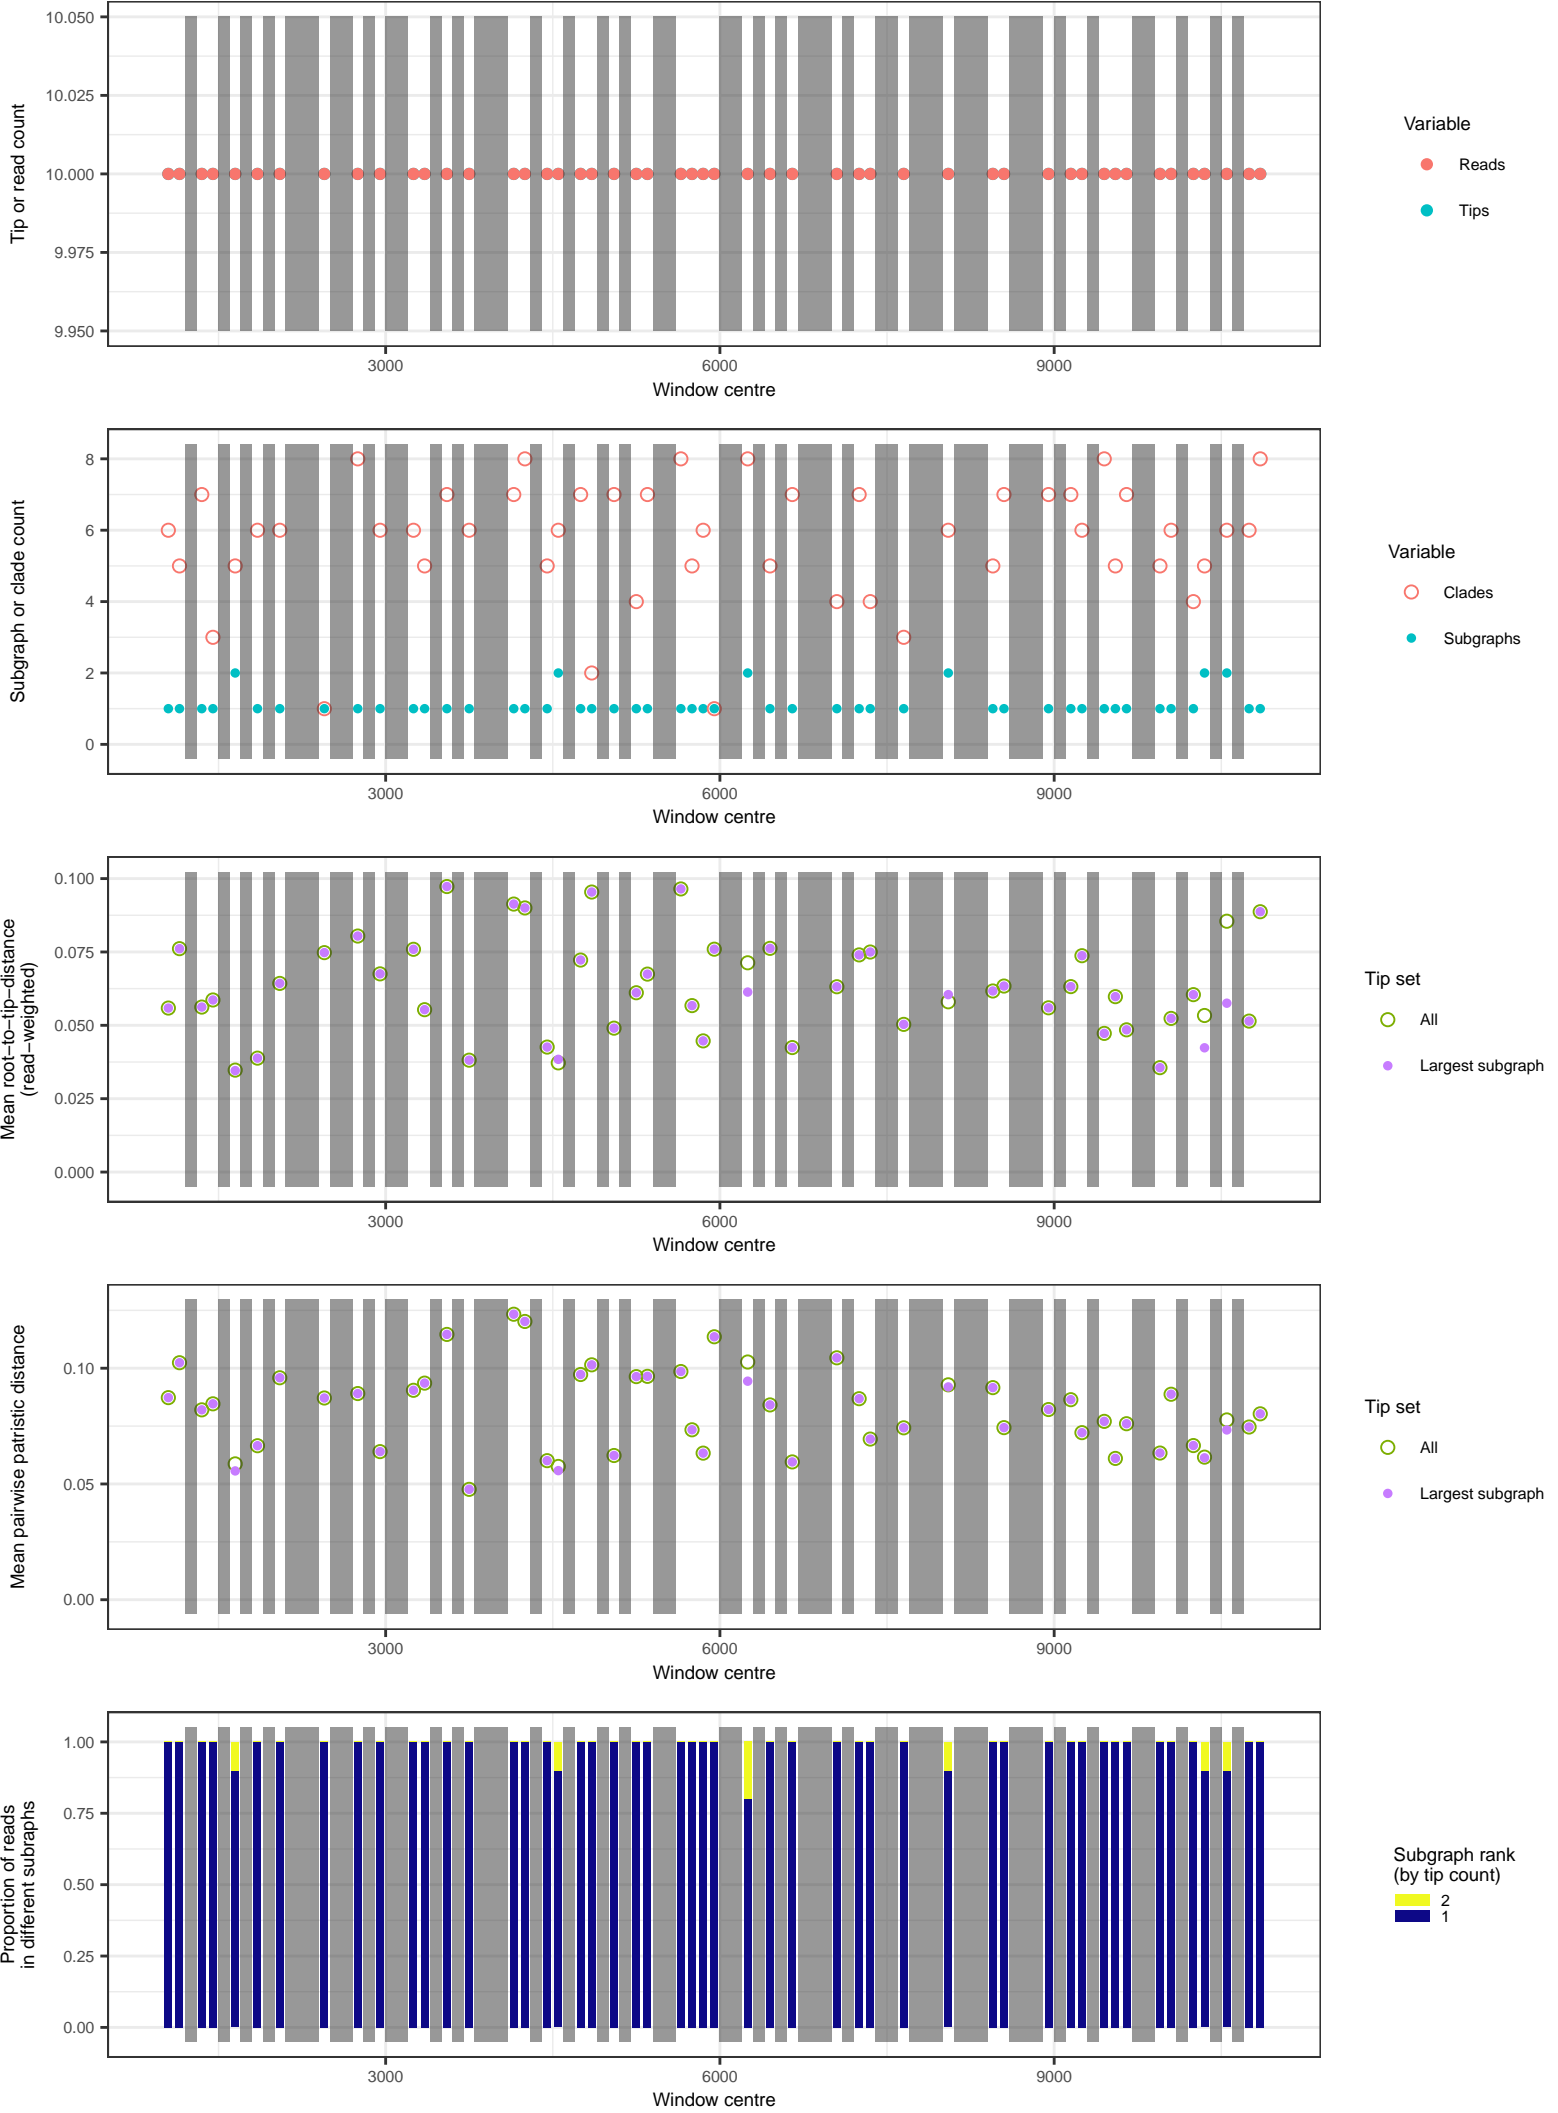 10.050
10.025
10.000
9.975
9.950
Tip or read count
3000
6000
9000
Window centre
Variable
Reads
Tips
8
6
4
2
0
Subgraph or clade count
3000
6000
9000
Window centre
Variable
Clades
Subgraphs
0.100
0.075
0.050
0.025
0.000
Mean root−to−tip−distance
(read−weighted)
3000
6000
9000
Window centre
Tip set
All
Largest subgraph
0.10
0.05
0.00
Mean pairwise patristic distance
3000
6000
9000
Window centre
Tip set
All
Largest subgraph
1.00
0.75
0.50
0.25
0.00
Proportion of reads
in different subraphs
3000
6000
9000
Window centre
Subgraph rank
(by tip count)
2
1